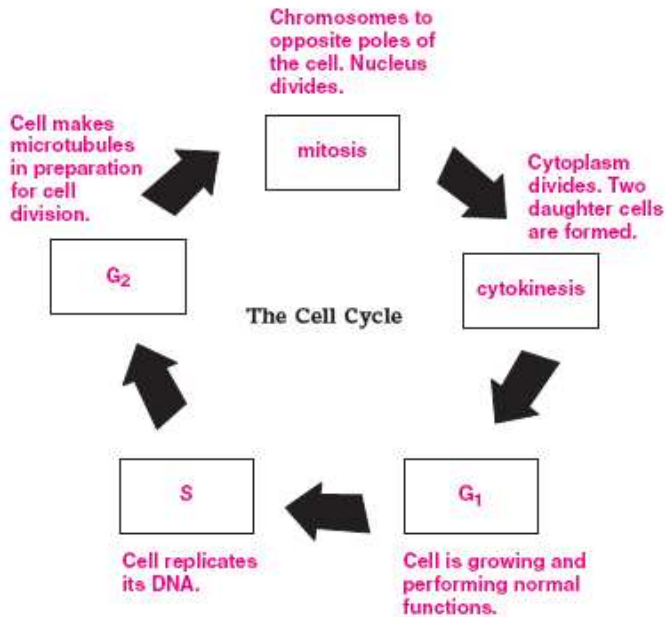 Chromosomes to
opposite poles of
the cell. Nucleus
divides.
mitosis
Cell makes
microtubules
in preparation
for cell
division.
G₂
Cytoplasm
divides. Two
daughter cells
are formed.
cytokinesis
The Cell Cycle
S
Cell replicates
its DNA.
G₁
Cell is growing and
performing normal
functions.